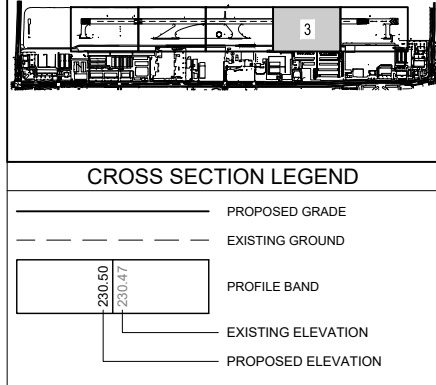 3
CROSS SECTION LEGEND
PROPOSED GRADE
EXISTING GROUND
230.50
230.47
PROFILE BAND
EXISTING ELEVATION
PROPOSED ELEVATION